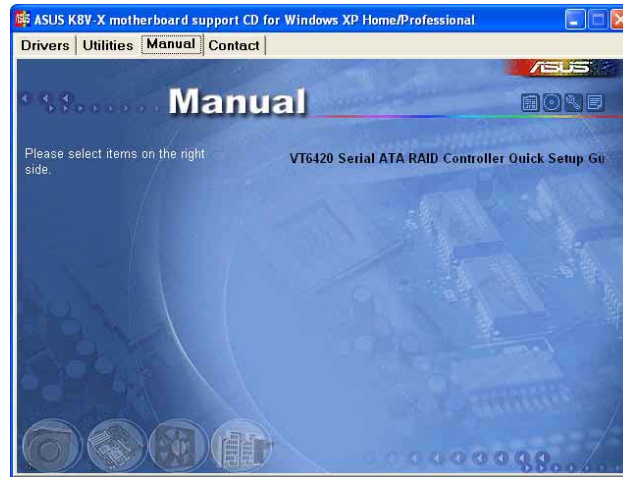 ASUS K8V-X motherboard support CD for Windows XP Home/Professional
Drivers Utilities Manual Contact
ASUS
Manual
Please select items on the right
side.
VT6420 Serial ATA RAID Controller Quick Setup Gu